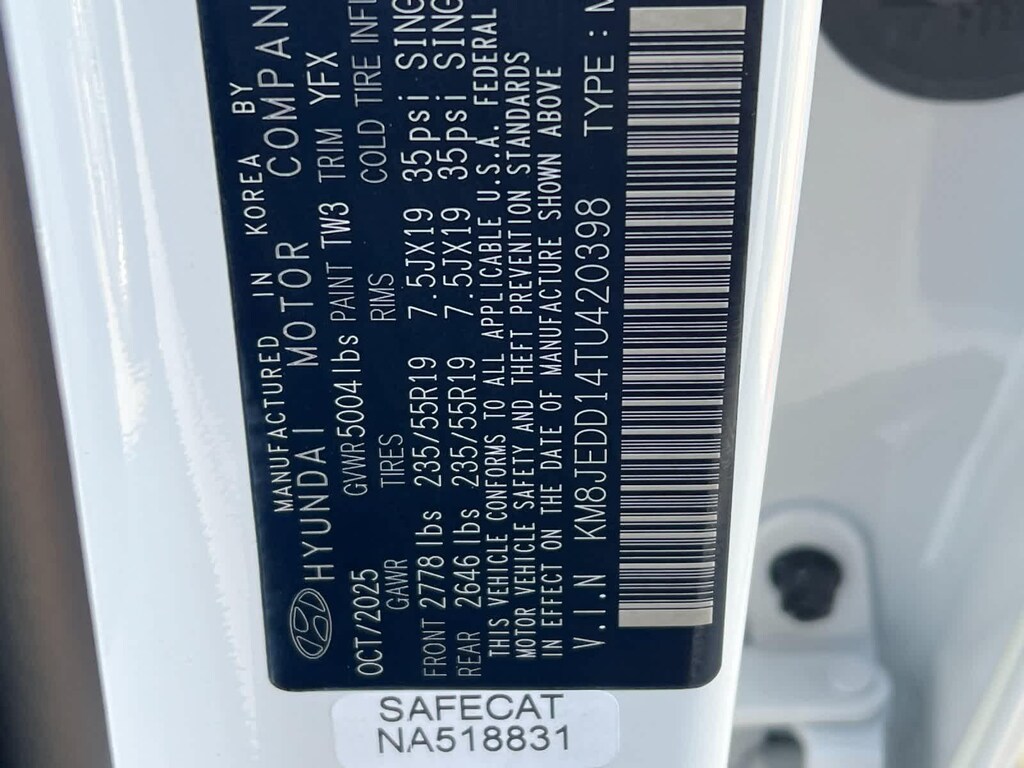 MANUFACTURED IN KOREA BY
HYUNDAI MOTOR COMPAN
OCT/2025 GVWR 5004lbs PAINT TW3 TRIM YFX
GAWR TIRES RIMS COLD TIRE INFL
FRONT 2778 lbs 235/55R19 7.5JX19 35psi SING
REAR 2646 lbs 235/55R19 7.5JX19 35psi SING
THIS VEHICLE CONFORMS TO ALL APPLICABLE U.S.A. FEDERAL
MOTOR VEHICLE SAFETY AND THEFT PREVENTION STANDARDS
IN EFFECT ON THE DATE OF MANUFACTURE SHOWN ABOVE
V.I.N KM8JEDD14TU420398 TYPE : M
SAFECAT
NA518831